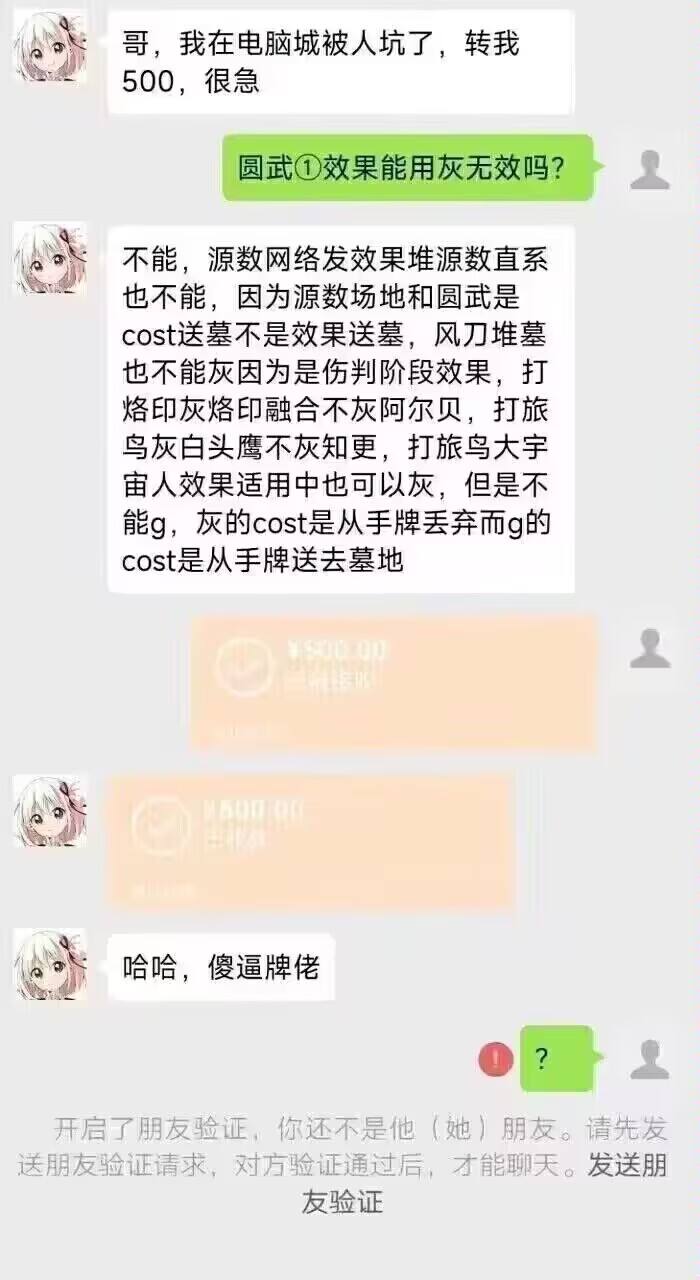 哥，我在电脑城被人坑了，转我
500，很急
圆武①效果能用灰无效吗？
不能，源数网络发效果堆源数直系
也不能，因为源数场地和圆武是
cost送墓不是效果送墓，风刀堆墓
也不能灰因为是伤判阶段效果，打
烙印灰烙印融合不灰阿尔贝，打旅
鸟灰白头鹰不灰知更，打旅鸟大宇
宙人效果适用中也可以灰，但是不
能g，灰的cost是从手牌丢弃而g的
cost是从手牌送去墓地
¥500.00
¥500.00
哈哈，傻逼牌佬
！
？
开启了朋友验证，你还不是他（她）朋友。请先发
送朋友验证请求，对方验证通过后，才能聊天。发送朋
友验证